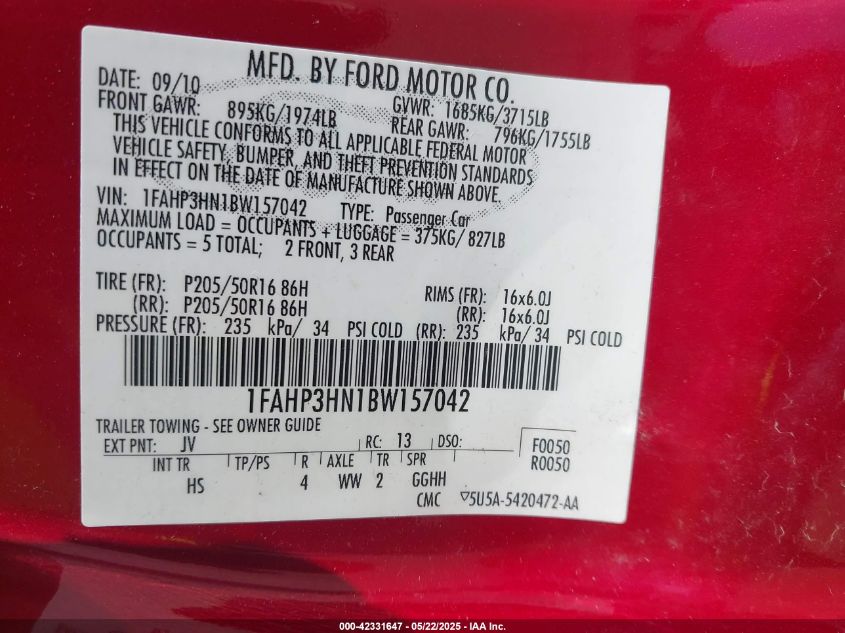 MFD. BY FORD MOTOR CO.
DATE: 09/10 GVWR: 1685KG/3715LB
FRONT GAWR: 895KG/1974LB REAR GAWR: 796KG/1755LB
THIS VEHICLE CONFORMS TO ALL APPLICABLE FEDERAL MOTOR
VEHICLE SAFETY, BUMPER, AND THEFT PREVENTION STANDARDS
IN EFFECT ON THE DATE OF MANUFACTURE SHOWN ABOVE.
VIN: 1FAHP3HN1BW157042 TYPE: Passenger Car
MAXIMUM LOAD = OCCUPANTS + LUGGAGE = 375KG/ 827LB
OCCUPANTS = 5 TOTAL; 2 FRONT, 3 REAR
TIRE (FR): P205/50R16 86H RIMS (FR): 16x6.0J
(RR): P205/50R16 86H (RR): 16x6.0J
PRESSURE (FR): 235 kPa/ 34 PSI COLD (RR): 235 kPa/ 34 PSI COLD
1FAHP3HN1BW157042
TRAILER TOWING - SEE OWNER GUIDE
EXT PNT: JV RC: 13 DSO: F0050
R0050
INT TR TP/PS R AXLE TR SPR
HS 4 WW 2 GGHH
CMC ▽5U5A-5420472-AA
000-42331647 - 05/22/2025 - IAA Inc.